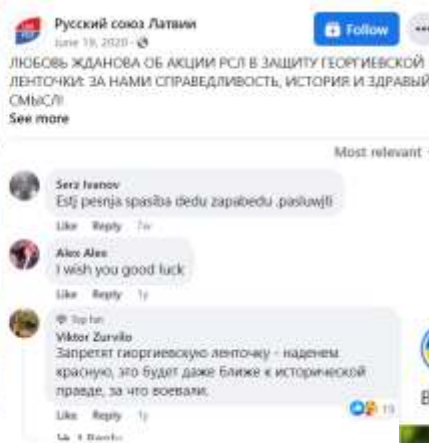 Русский союз Латвии
June 19, 2020
Follow
ЛЮБОВЬ ЖДАНОВА ОБ АКЦИИ РСЛ В ЗАЩИТУ ГЕОРГИЕВСКОЙ
ЛЕНТОЧКИ: ЗА НАМИ СПРАВЕДЛИВОСТЬ, ИСТОРИЯ И ЗДРАВЫЙ
СМЫСЛ!
See more
Most relevant
Serz Ivanov
Estj pesnja spasiba dedu zapabedu .pasluwjti
Like Reply 7w
Alex Alex
I wish you good luck
Like Reply 1y
Top fan
Viktor Zurvilo
Запретят гиоргиевскую ленточку - наденем
красную, это будет даже ближе к исторической
правде, за что воевали.
Like Reply 1y
1 Reply